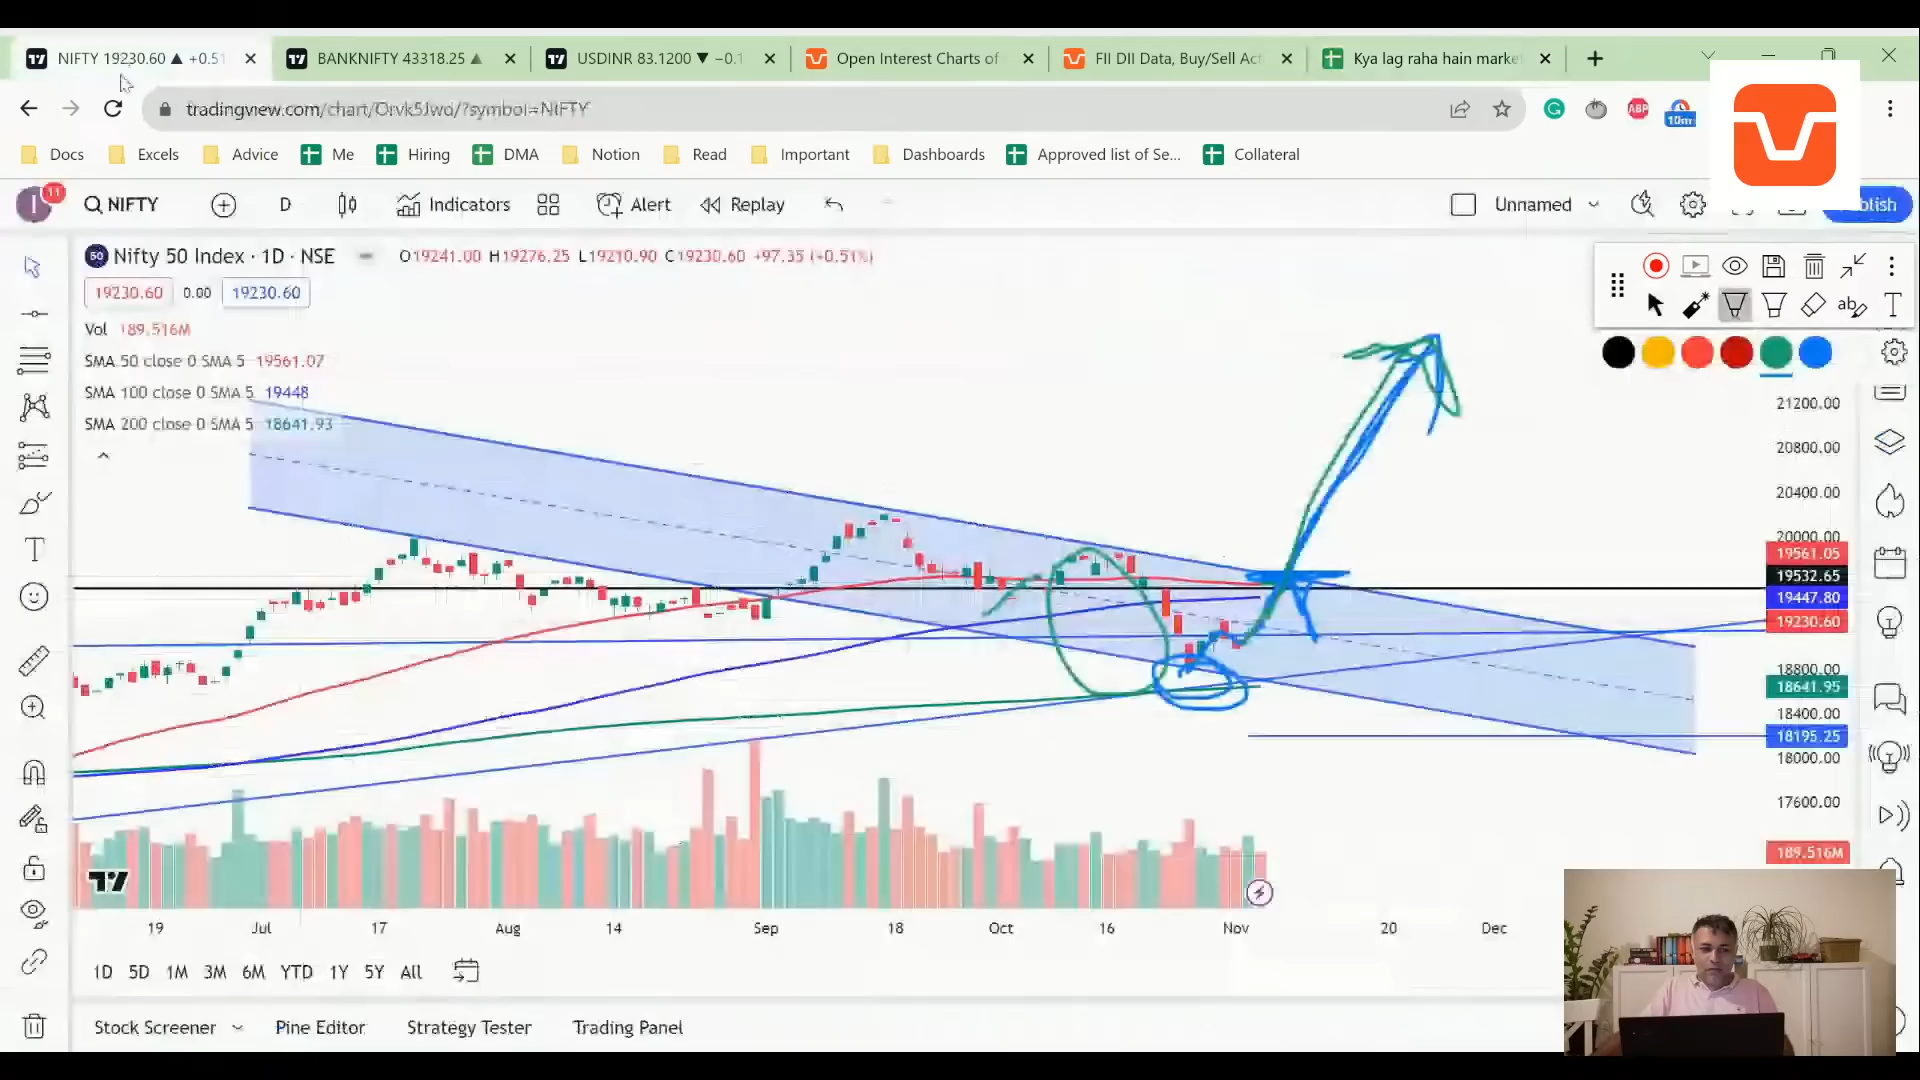 NIFTY 19230.60 ▲ +0.51
BANKNIFTY 43318.25 ▲
USDINR 83.1200 ▼ −0.1
Open Interest Charts of
FII DII Data, Buy/Sell Act
Kya lag raha hain market
tradingview.com/chart/ /?symbol=NIFTY
ABP
10m
Docs Excels Advice Me Hiring DMA Notion Read Important Dashboards Approved list of Se... Collateral
11
I
NIFTY D Indicators Alert Replay Unnamed blish
50 Nifty 50 Index · 1D · NSE O19241.00 H19276.25 L19210.90 C19230.60 +97.35 (+0.51%)
19230.60 0.00 19230.60
Vol 189.516M
SMA 50 close 0 SMA 5 19561.07
SMA 100 close 0 SMA 5 19448
SMA 200 close 0 SMA 5 18641.93
ab T
21200.00
20800.00
20400.00
20000.00
19561.05
19532.65
19447.80
19230.60
18800.00
18641.95
18400.00
18195.25
18000.00
17600.00
189.516M
19 Jul 17 Aug 14 Sep 18 Oct 16 Nov 20 Dec
1D 5D 1M 3M 6M YTD 1Y 5Y All
Stock Screener Pine Editor Strategy Tester Trading Panel